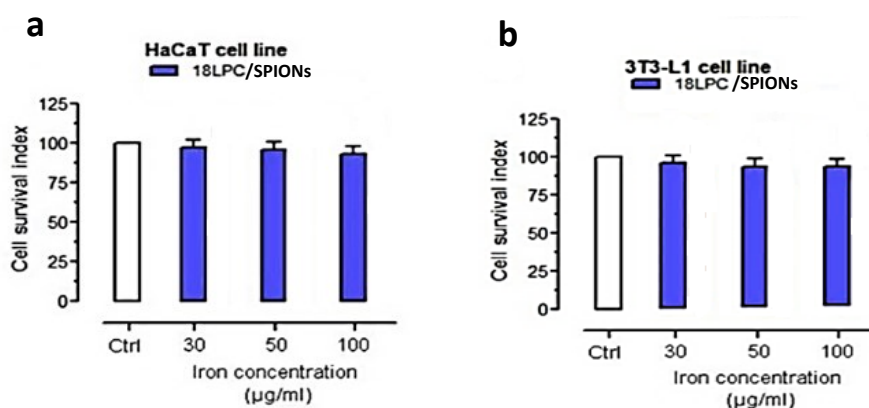 a
HaCaT cell line
18LPC/SPIONs
Cell survival index
125
100
75
50
25
0
Ctrl 30 50 100
Iron concentration
(µg/ml)
b
3T3-L1 cell line
18LPC /SPIONs
Cell survival index
125
100
75
50
25
0
Ctrl 30 50 100
Iron concentration
(µg/ml)